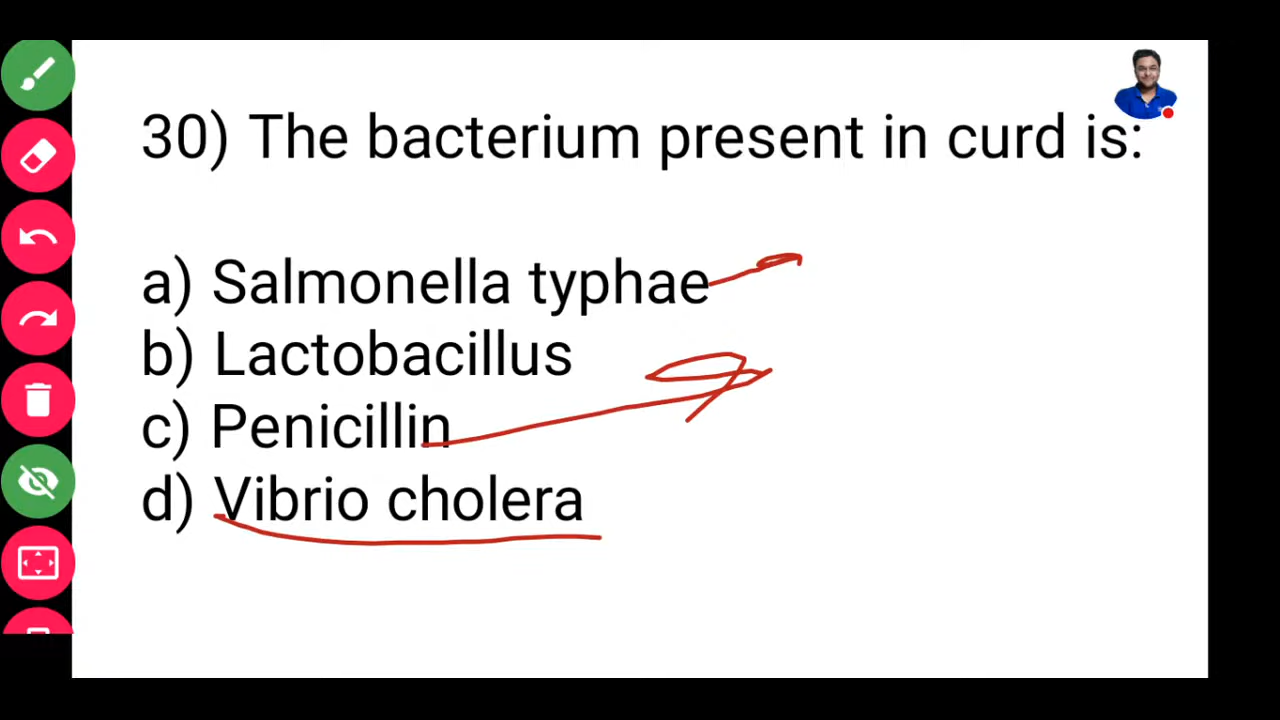 30) The bacterium present in curd is:
a) Salmonella typhae
b) Lactobacillus
c) Penicillin
d) Vibrio cholera